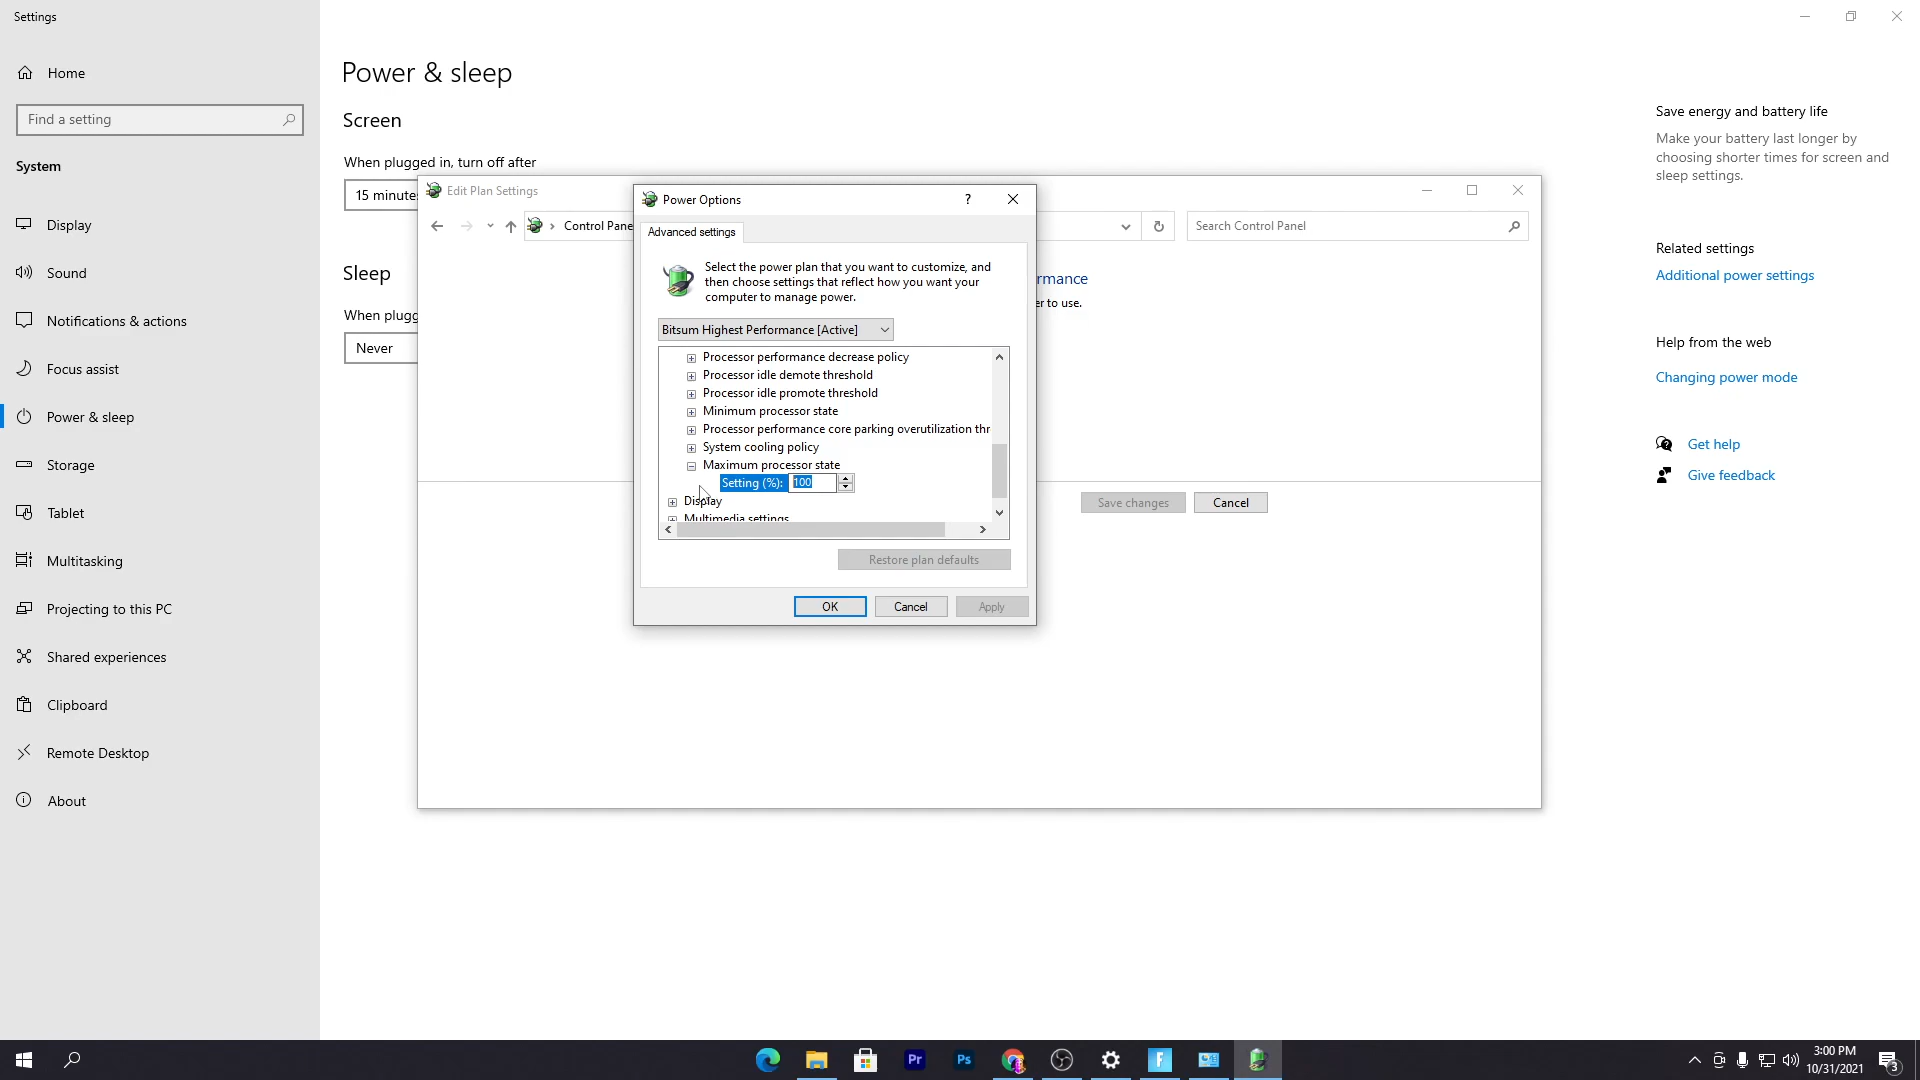 Settings
Home
Find a setting
System
Display
Sound
Notifications & actions
Focus assist
Power & sleep
Storage
Tablet
Multitasking
Projecting to this PC
Shared experiences
Clipboard
Remote Desktop
About
Power & sleep
Screen
When plugged in, turn off after
15 minutes
Sleep
When plugg
Never
Edit Plan Settings
Control Pane
Search Control Panel
rmance
er to use.
Save changes
Cancel
Power Options
?
Advanced settings
Select the power plan that you want to customize, and
then choose settings that reflect how you want your
computer to manage power.
Bitsum Highest Performance [Active]
Processor performance decrease policy
Processor idle demote threshold
Processor idle promote threshold
Minimum processor state
Processor performance core parking overutilization thr
System cooling policy
Maximum processor state
Setting (%): 100
Display
Multimedia settings
Restore plan defaults
OK
Cancel
Apply
Save energy and battery life
Make your battery last longer by
choosing shorter times for screen and
sleep settings.
Related settings
Additional power settings
Help from the web
Changing power mode
Get help
Give feedback
Pr
Ps
3:00 PM
10/31/2021
3